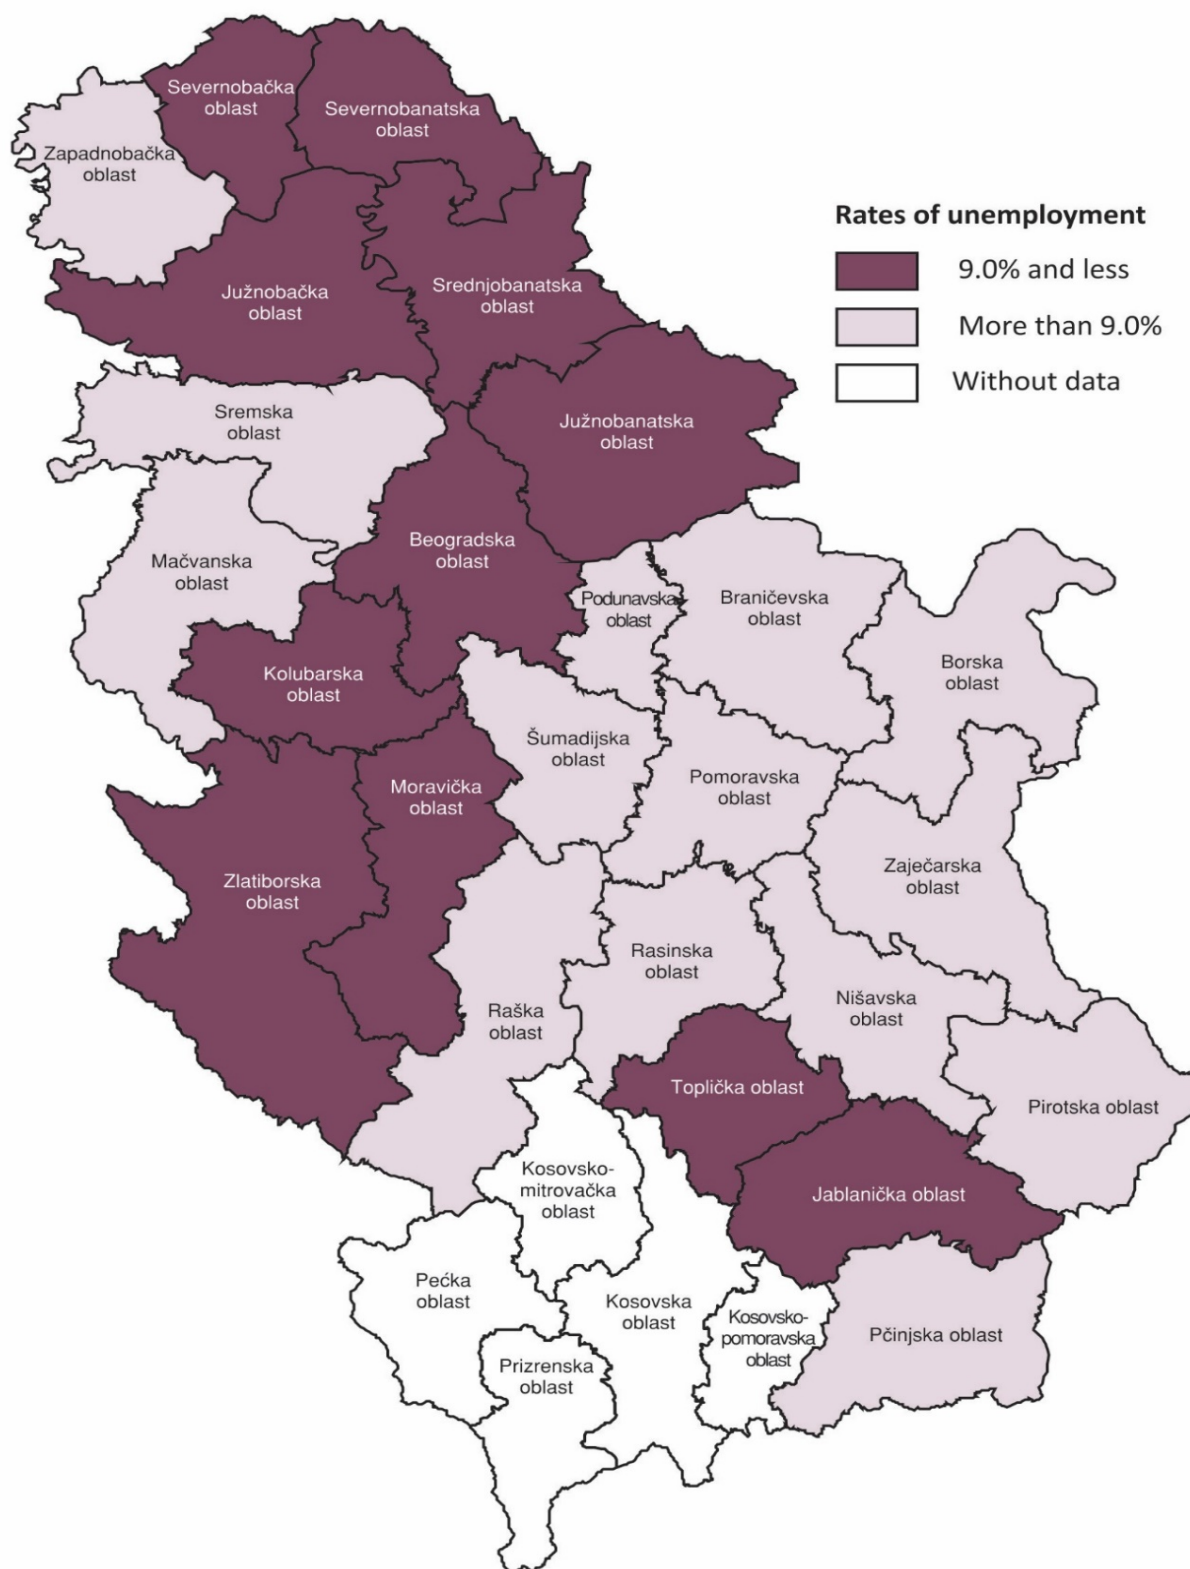 Severnobačka
oblast
Severnobanatska
oblast
Zapadnobačka
oblast
Rates of unemployment
9.0% and less
More than 9.0%
Without data
Južnobačka
oblast
Srednjobanatska
oblast
Sremska
oblast
Južnobanatska
oblast
Mačvanska
oblast
Beogradska
oblast
Podunavska
oblast
Braničevska
oblast
Borska
oblast
Kolubarska
oblast
Šumadijska
oblast
Moravička
oblast
Pomoravska
oblast
Zaječarska
oblast
Zlatiborska
oblast
Rasinska
oblast
Raška
oblast
Nišavska
oblast
Toplička oblast
Pirotska oblast
Kosovsko-
mitrovačka
oblast
Jablanička oblast
Pećka
oblast
Kosovska
oblast
Kosovsko-
pomoravska
oblast
Pčinjska oblast
Prizrenska
oblast